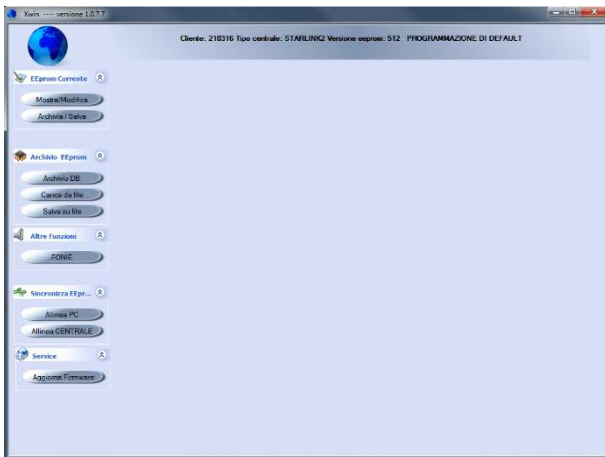 Xwin ---- versione 1.0.7.7
Cliente: 210316 Tipo centrale: STARLINK2 Versione eeprom: 512 PROGRAMMAZIONE DI DEFAULT
EEprom Corrente
Mostra/Modifica
Archivia / Salva
Archivio EEprom
Archivio DB
Carica da file
Salva su file
Altre Funzioni
FONIE
Sincronizza EEpr...
Allinea PC
Allinea CENTRALE
Service
Aggiorna Firmware